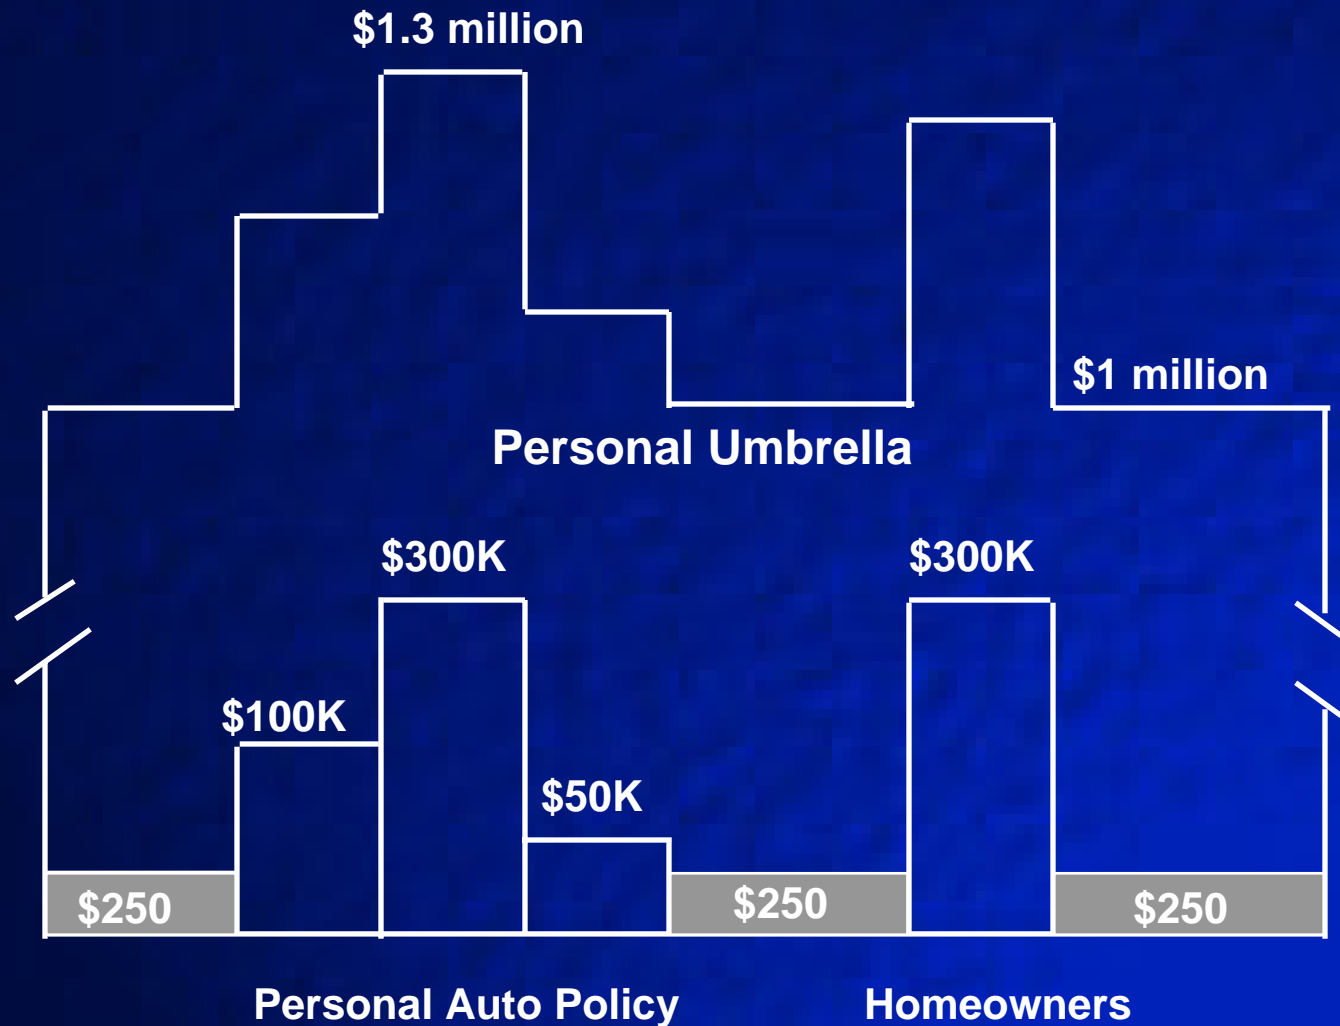 $1.3 million
$1 million
Personal Umbrella
$300K
$300K
$100K
$50K
$250
$250
$250
Personal Auto Policy
Homeowners